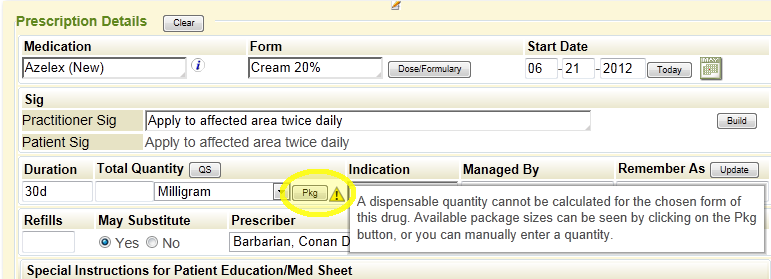 Prescription Details Clear
Medication Form Start Date
Azelex (New) i Cream 20% Dose/Formulary 06 - 21 - 2012 Today
Sig
Practitioner Sig Apply to affected area twice daily Build
Patient Sig Apply to affected area twice daily
Duration Total Quantity QS Indication Managed By Remember As Update
30d Milligram Pkg
A dispensable quantity cannot be calculated for the chosen form of
this drug. Available package sizes can be seen by clicking on the Pkg
button, or you can manually enter a quantity.
Refills May Substitute Prescriber
Yes No Barbarian, Conan D
Special Instructions for Patient Education/Med Sheet